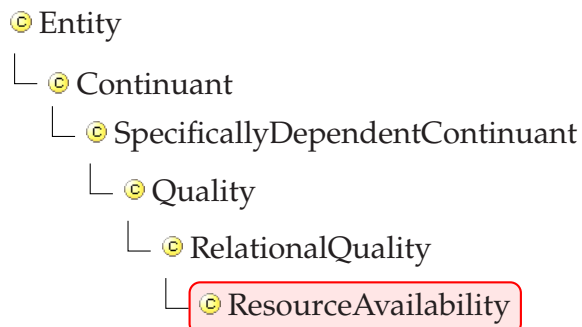 Entity
Continuant
SpecificallyDependentContinuant
Quality
RelationalQuality
ResourceAvailability